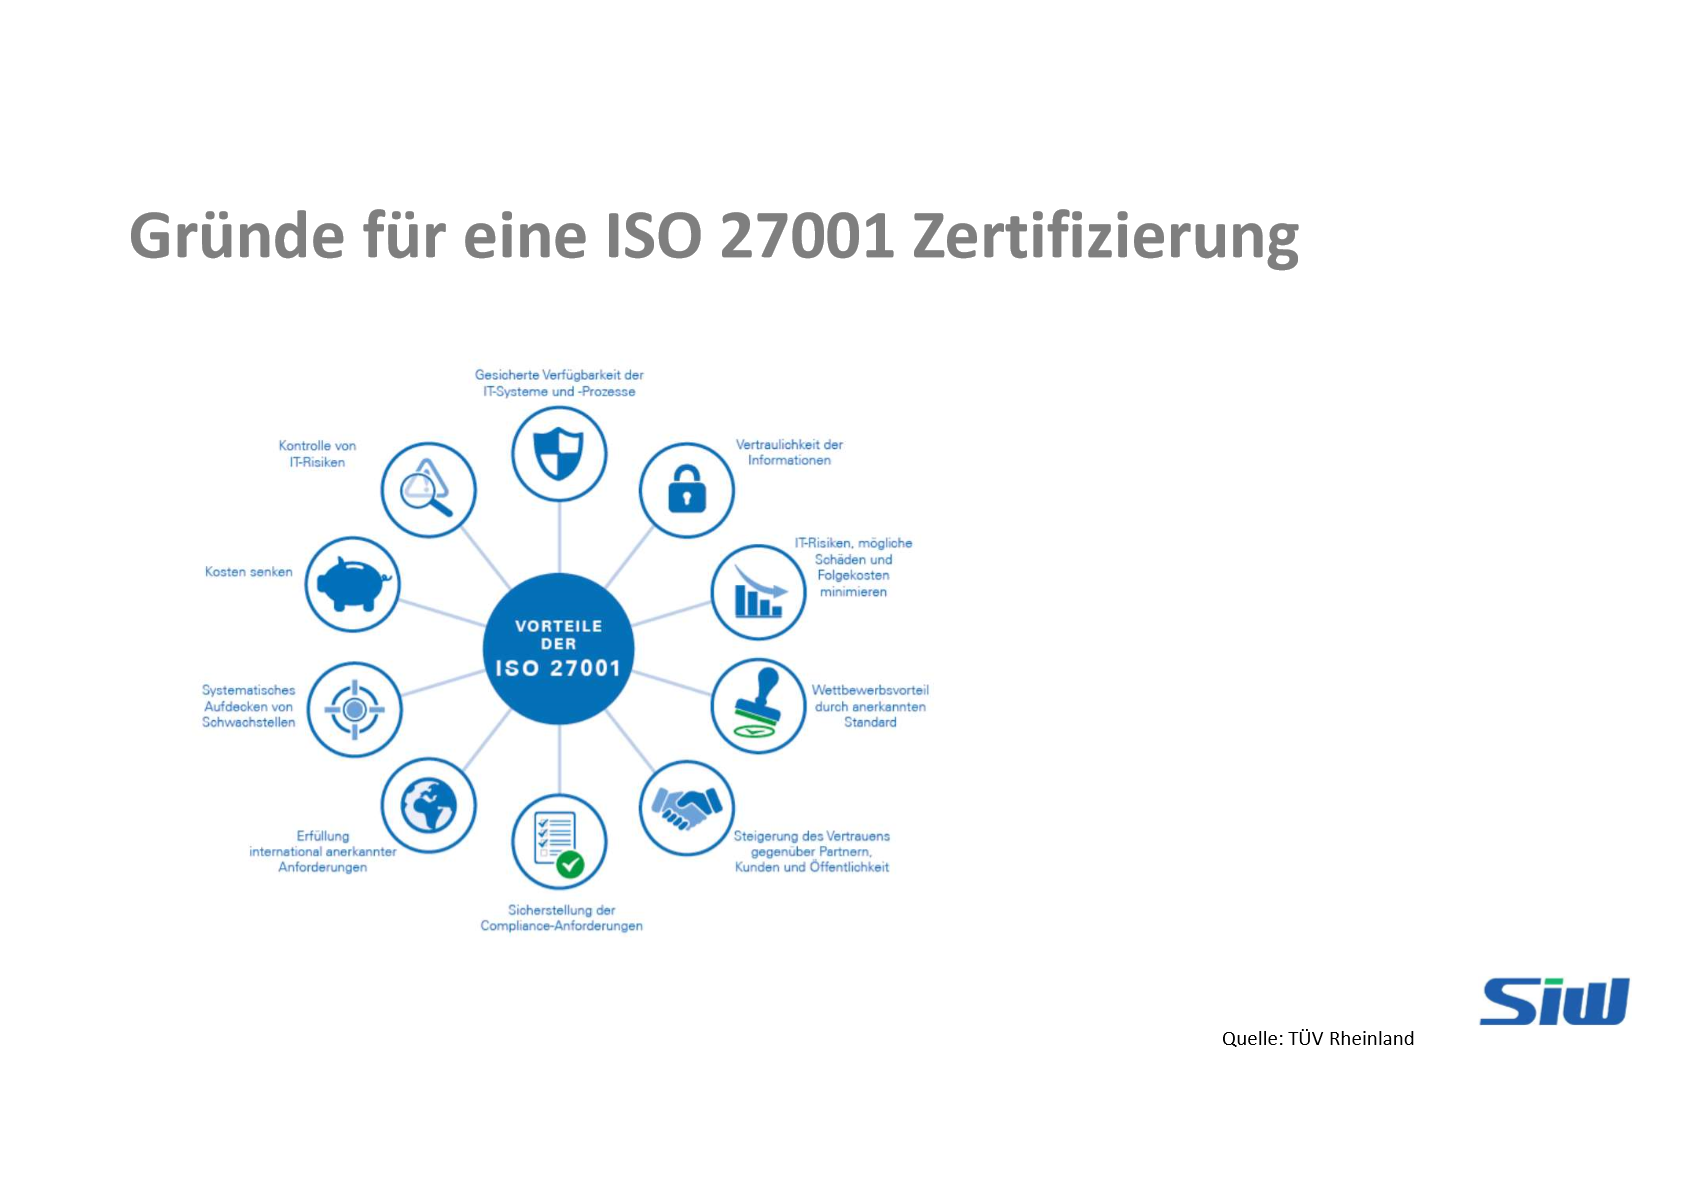 Gründe für eine ISO 27001 Zertifizierung
Gesicherte Verfügbarkeit der
IT-Systeme und -Prozesse
Vertraulichkeit der
Informationen
IT-Risiken, mögliche
Schäden und
Folgekosten
minimieren
Wettbewerbsvorteil
durch anerkannten
Standard
Steigerung des Vertrauens
gegenüber Partnern,
Kunden und Öffentlichkeit
Sicherstellung der
Compliance-Anforderungen
Erfüllung
international anerkannter
Anforderungen
Systematisches
Aufdecken von
Schwachstellen
Kosten senken
Kontrolle von
IT-Risiken
VORTEILE
DER
ISO 27001
Siw
Quelle: TÜV Rheinland